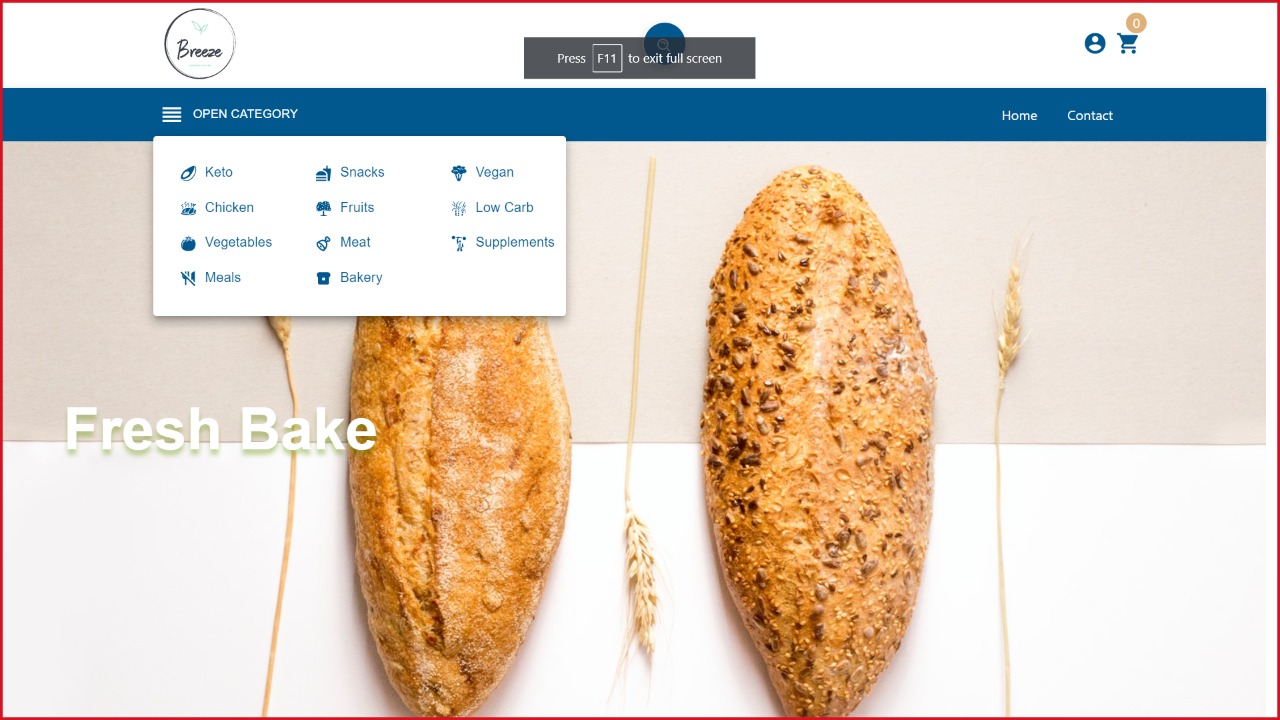 Breeze
0
Press F11 to exit full screen
OPEN CATEGORY
Home
Contact
Keto
Snacks
Vegan
Chicken
Fruits
Low Carb
Vegetables
Meat
Supplements
Meals
Bakery
Fresh Bake